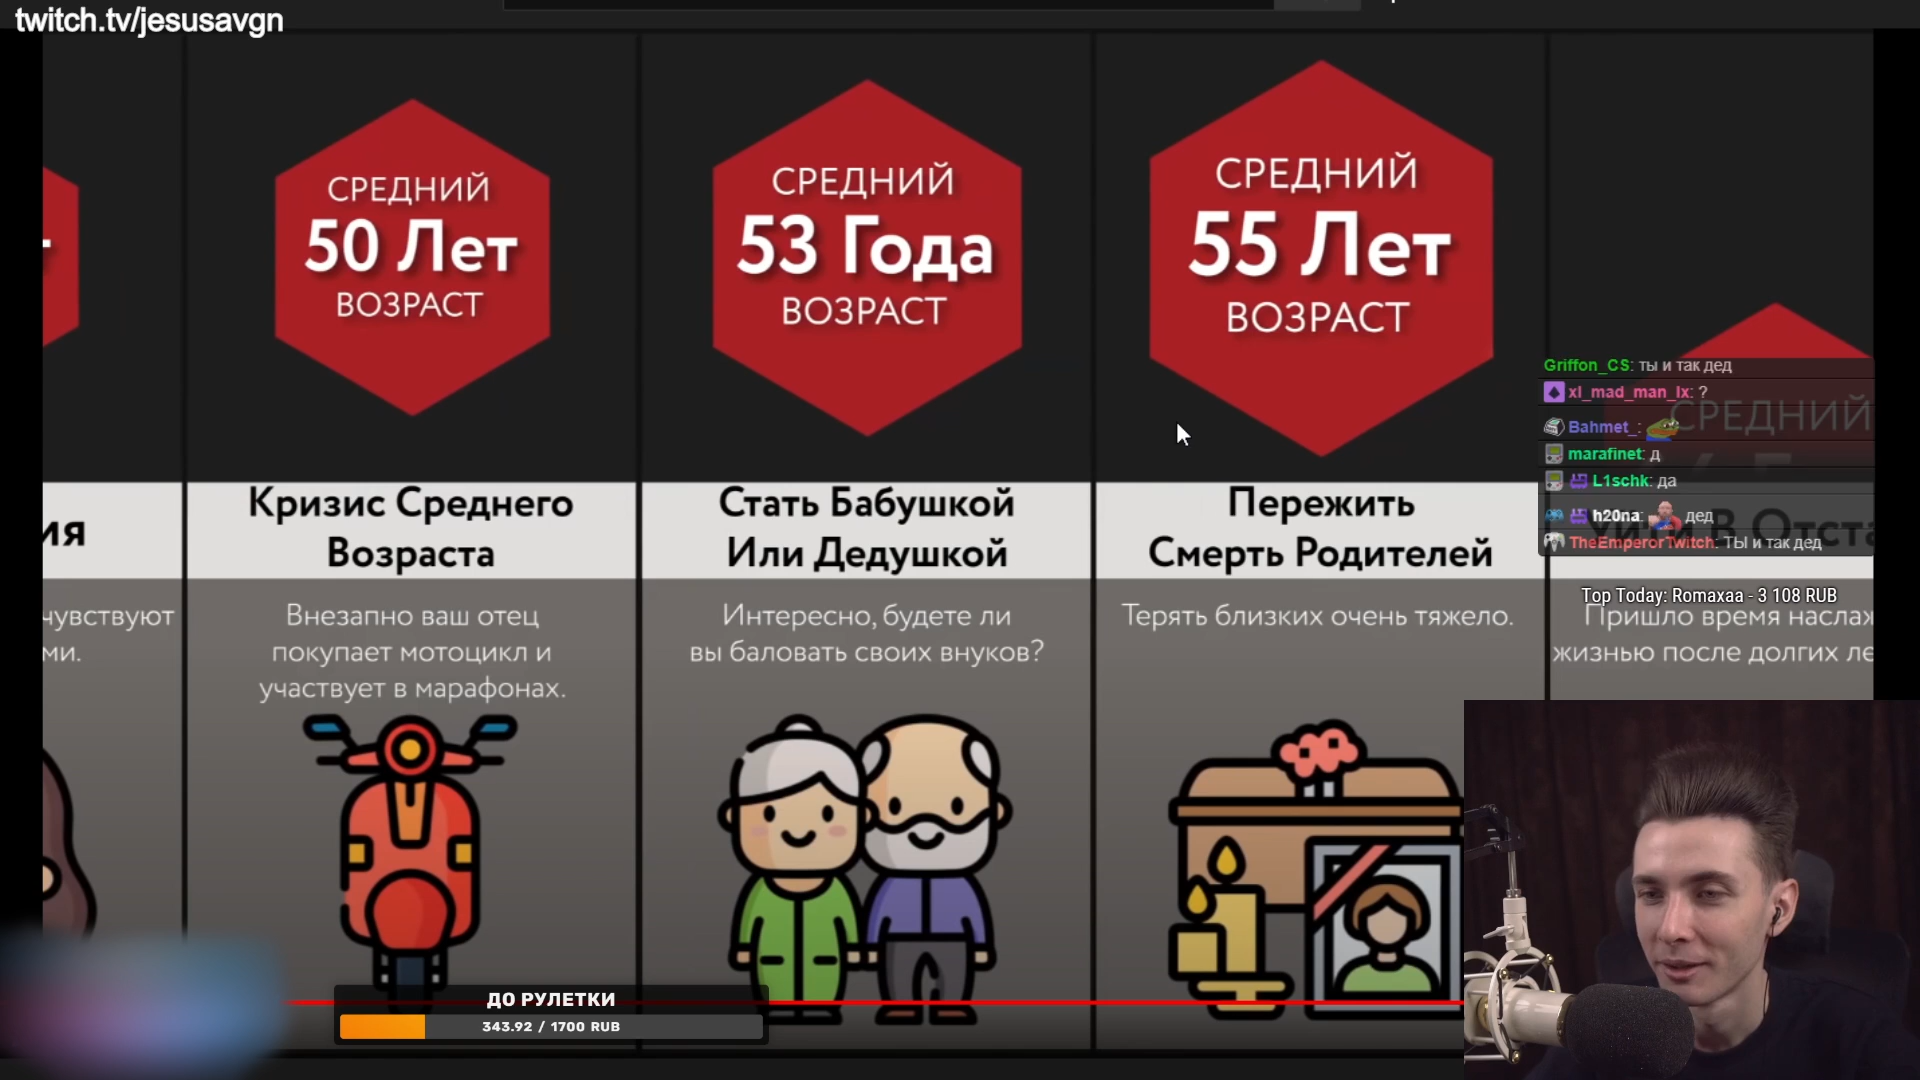 twitch.tv/jesusavgn
СРЕДНИЙ
50 Лет
ВОЗРАСТ
Кризис Среднего
Возраста
Внезапно ваш отец
покупает мотоцикл и
участвует в марафонах.
СРЕДНИЙ
53 Года
ВОЗРАСТ
Стать Бабушкой
Или Дедушкой
Интересно, будете ли
вы баловать своих внуков?
СРЕДНИЙ
55 Лет
ВОЗРАСТ
Пережить
Смерть Родителей
Терять близких очень тяжело.
ия
чувствуют
ми.
Griffon_CS: ты и так дед
xl_mad_man_lx: ?
Bahmet_:
marafinet: д
L1schk: да
h20na: дед
TheEmperorTwitch: ТЫ и так дед
СРЕДНИЙ
Уйти В Отста
Top Today: Romaxaa - 3 108 RUB
Пришло время наслаж
жизнью после долгих ле
ДО РУЛЕТКИ
343.92 / 1700 RUB